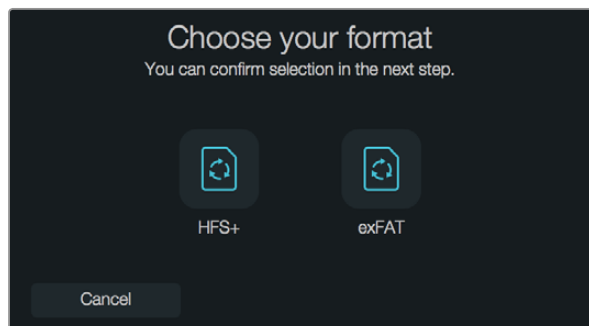 Choose your format
You can confirm selection in the next step.
HFS+
exFAT
Cancel